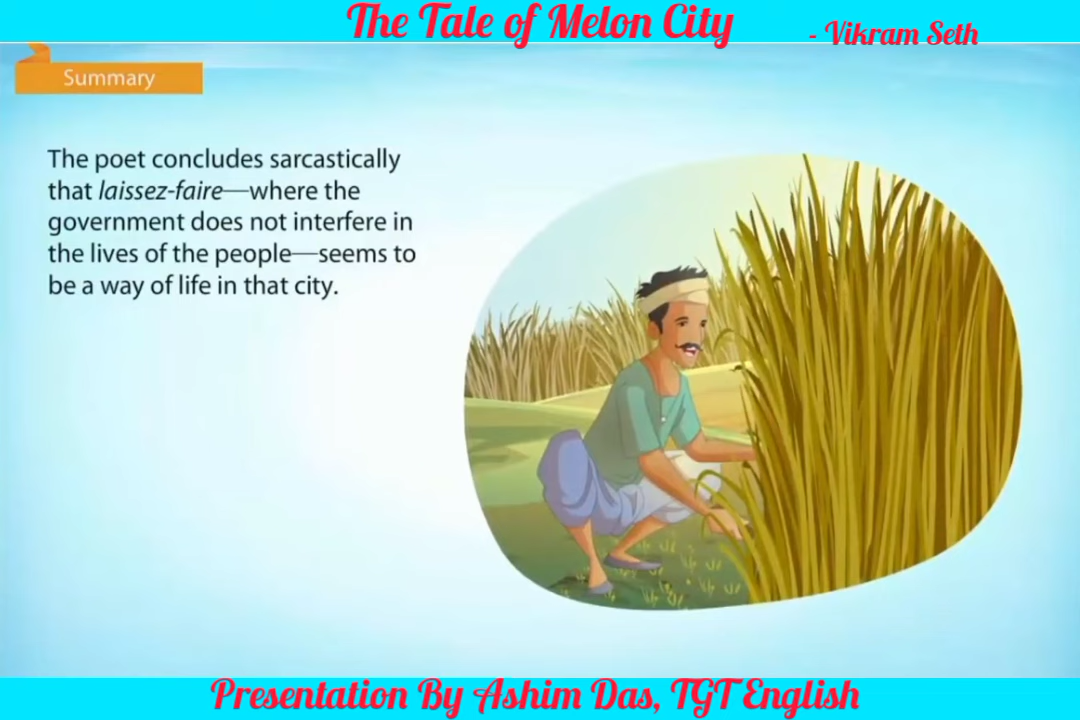 The Tale of Melon City
- Vikram Seth
Summary
The poet concludes sarcastically
that laissez-faire—where the
government does not interfere in
the lives of the people—seems to
be a way of life in that city.
Presentation By Ashim Das, TGT English